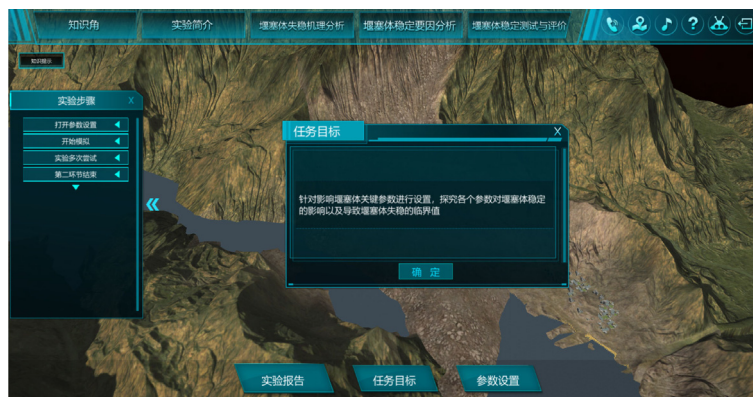 知识角
实验简介
堰塞体失稳机理分析
堰塞体稳定要因分析
堰塞体稳定测试与评价
知识提示
实验步骤 X
打开参数设置
开始模拟
实验多次尝试
第二环节结束
任务目标 X
针对影响堰塞体关键参数进行设置，探究各个参数对堰塞体稳定
的影响以及导致堰塞体失稳的临界值
确 定
实验报告
任务目标
参数设置